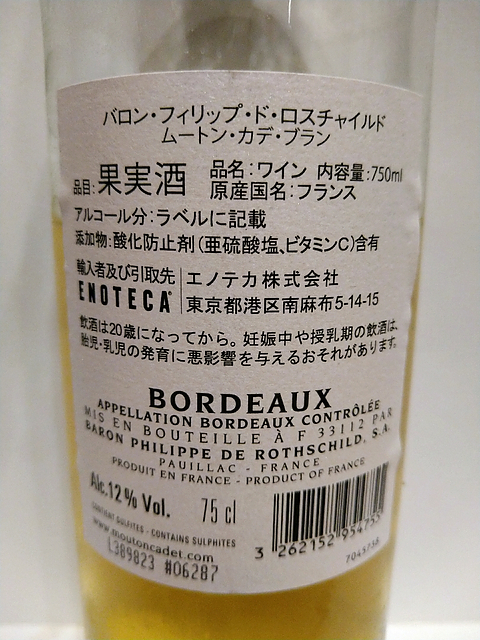 バロン・フィリップ・ド・ロスチャイルド
ムートン・カデ・ブラン
品目:果実酒 品名:ワイン 内容量:750ml
原産国名:フランス
アルコール分:ラベルに記載
添加物:酸化防止剤(亜硫酸塩、ビタミンC)含有
輸入者及び引取先 エノテカ株式会社
ENOTECA 東京都港区南麻布5-14-15
飲酒は20歳になってから。妊娠中や授乳期の飲酒は、
胎児・乳児の発育に悪影響を与えるおそれがあります。
BORDEAUX
APPELLATION BORDEAUX CONTRÔLÉE
MIS EN BOUTEILLE À F 33112 PAR
BARON PHILIPPE DE ROTHSCHILD, S.A.
PAUILLAC - FRANCE
PRODUIT EN FRANCE - PRODUCT OF FRANCE
Alc.12% Vol. 75 cl
CONTIENT SULFITES - CONTAINS SULPHITES
www.moutoncadet.com
L389823 #06287
3 262152 954755